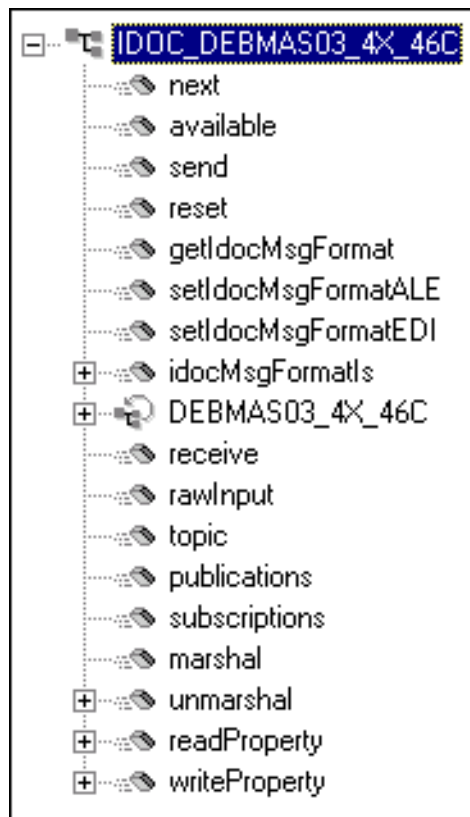 IDOC_DEBMAS03_4X_46C
next
available
send
reset
getIdocMsgFormat
setIdocMsgFormatALE
setIdocMsgFormatEDI
idocMsgFormatIs
DEBMAS03_4X_46C
receive
rawInput
topic
publications
subscriptions
marshal
unmarshal
readProperty
writeProperty